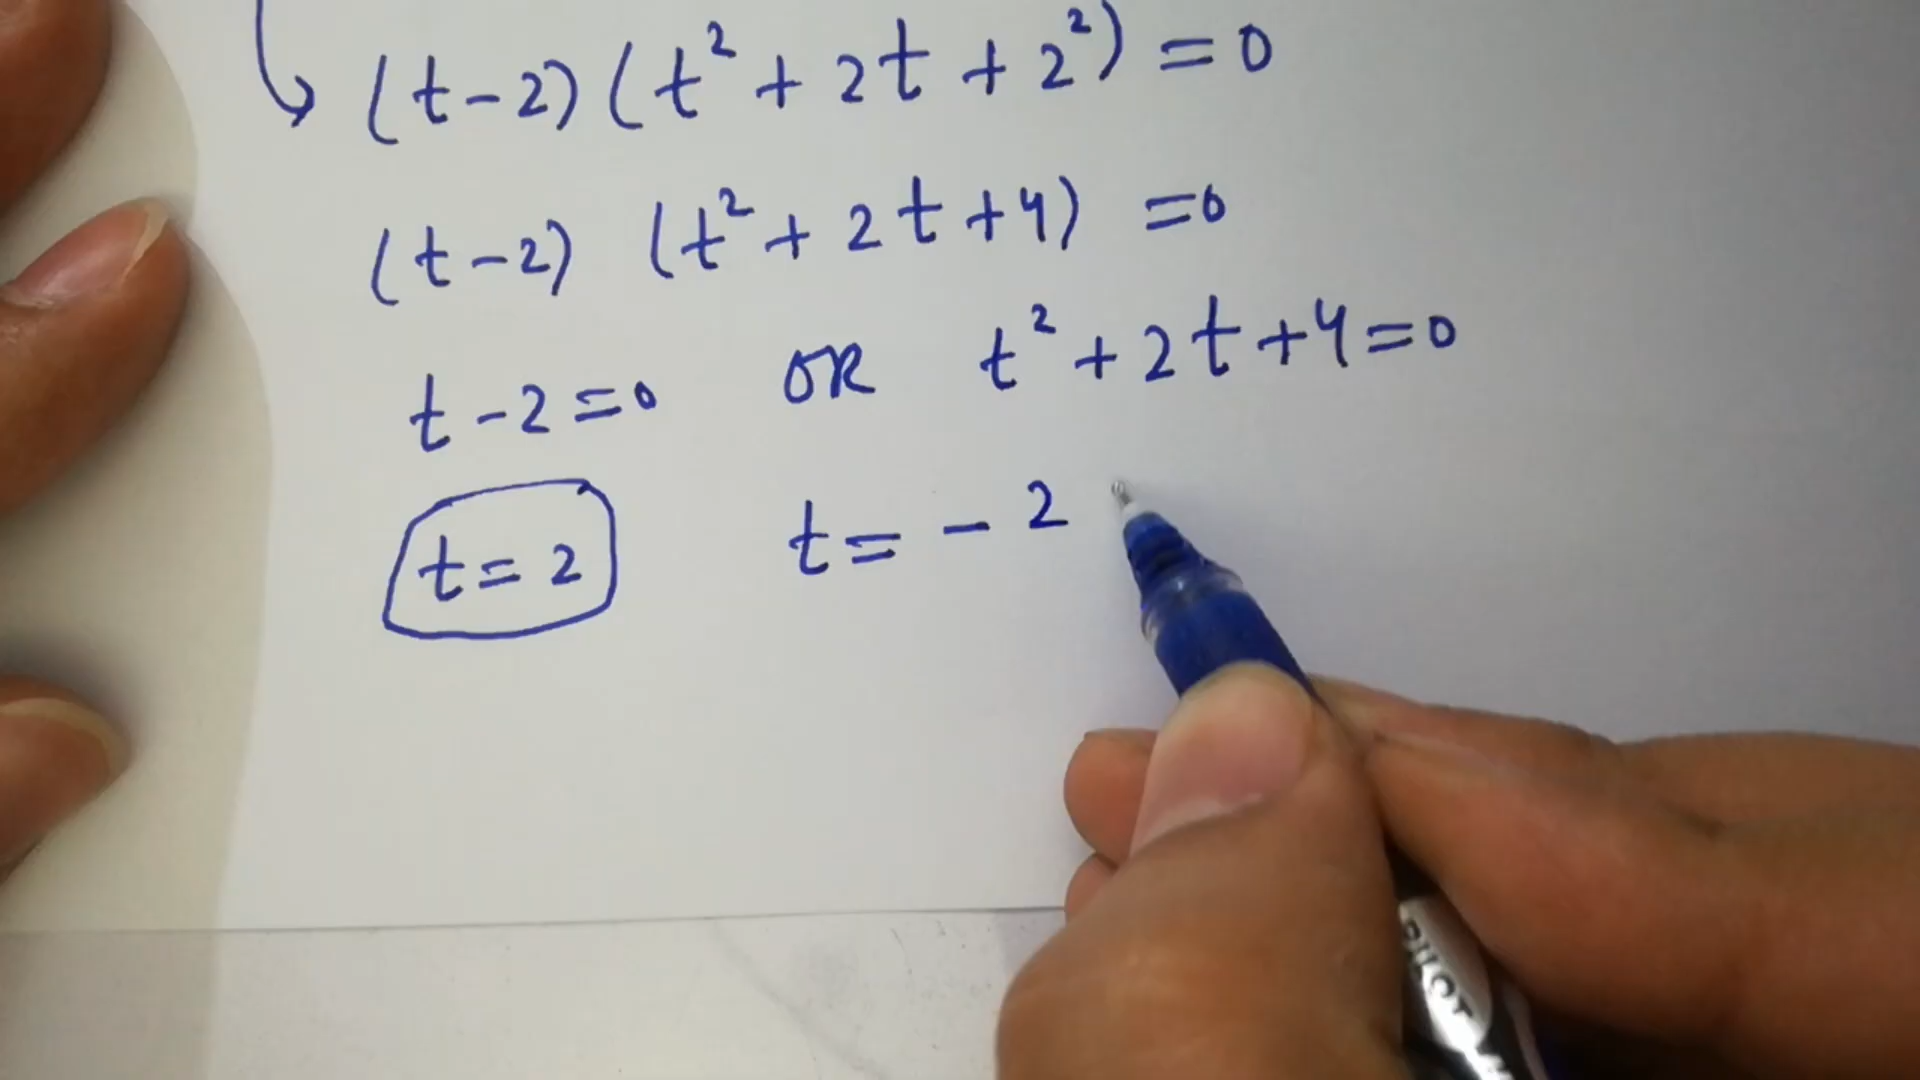 (t-2)(t² + 2t + 2²) = 0
(t-2) (t² + 2t + 4) = 0
t - 2 = 0 OR t² + 2t + 4 = 0
t = 2 t = - 2
PILOT